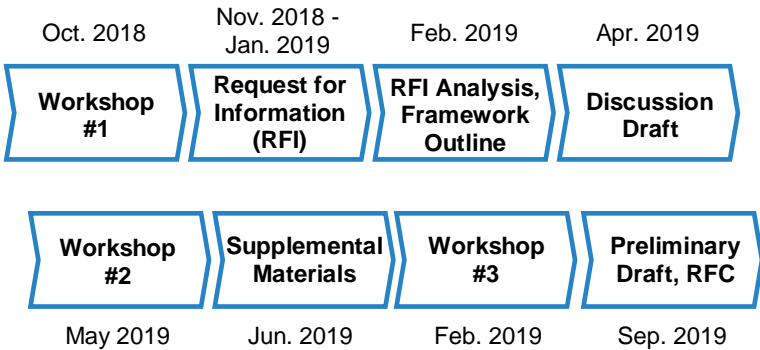 Oct. 2018
Nov. 2018 -
Jan. 2019
Feb. 2019
Apr. 2019
Workshop
#1
Request for
Information
(RFI)
RFI Analysis,
Framework
Outline
Discussion
Draft
Workshop
#2
Supplemental
Materials
Workshop
#3
Preliminary
Draft, RFC
May 2019
Jun. 2019
Feb. 2019
Sep. 2019